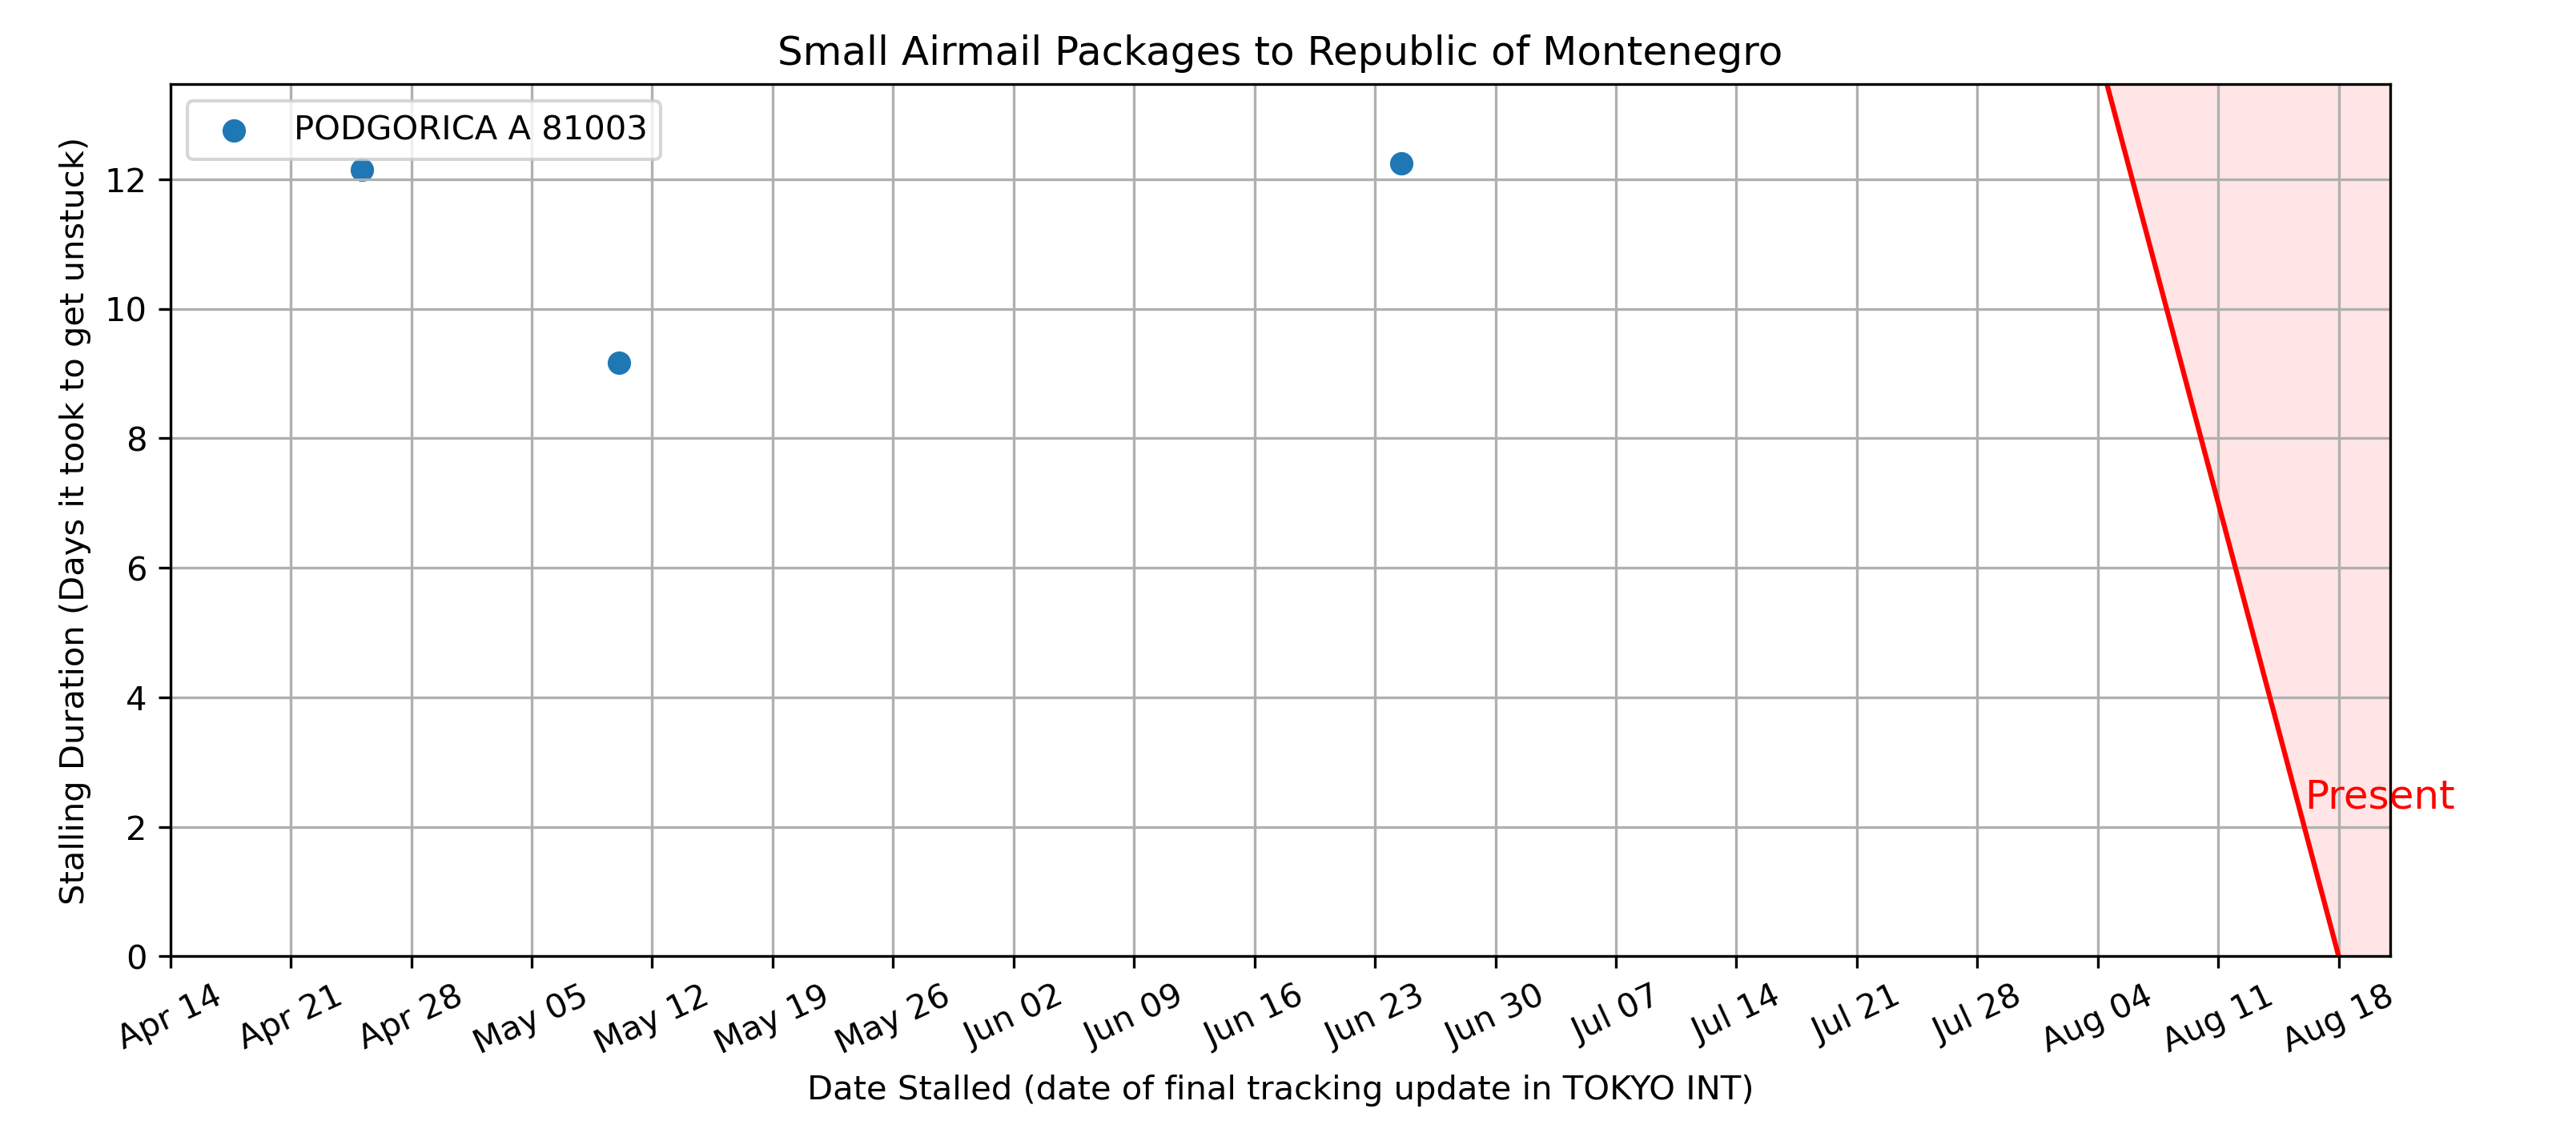 Small Airmail Packages to Republic of Montenegro
PODGORICA A 81003
Stalling Duration (Days it took to get unstuck)
12
10
8
6
4
2
0
Present
Apr 14
Apr 21
Apr 28
May 05
May 12
May 19
May 26
Jun 02
Jun 09
Jun 16
Jun 23
Jun 30
Jul 07
Jul 14
Jul 21
Jul 28
Aug 04
Aug 11
Aug 18
Date Stalled (date of final tracking update in TOKYO INT)